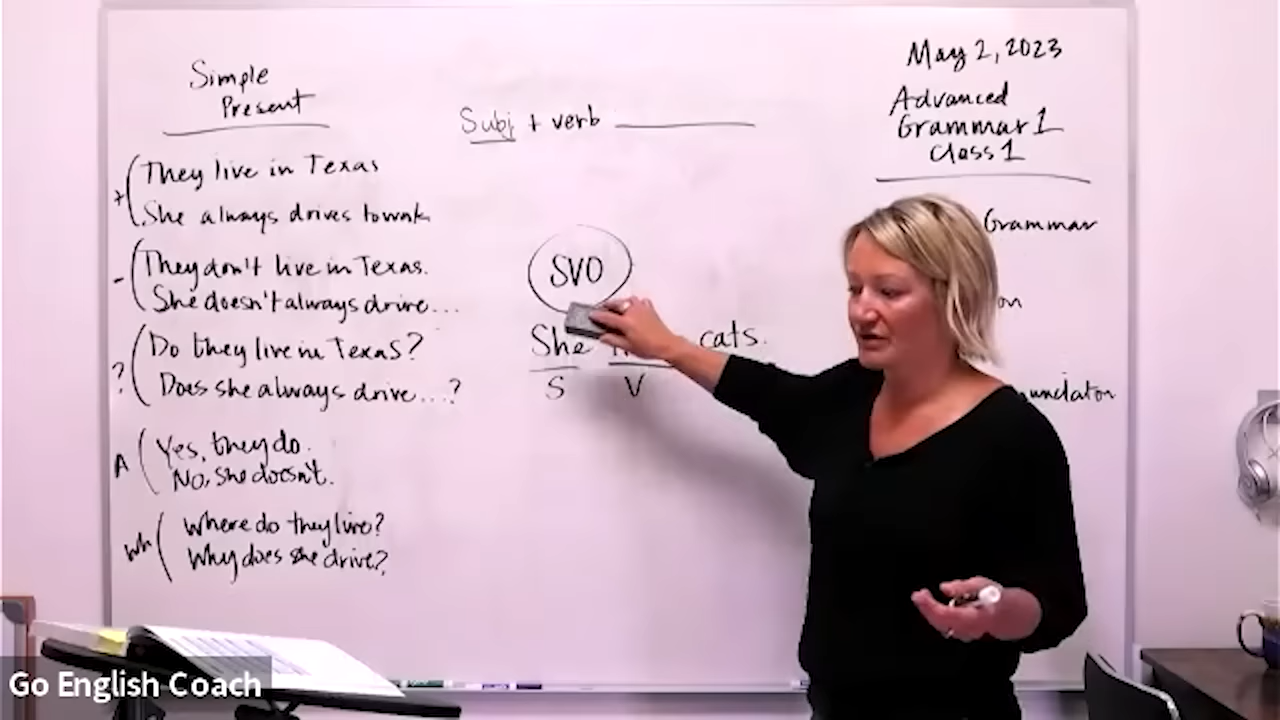 Simple
Present
+
They live in Texas
She always drives to work
-
They don't live in Texas.
She doesn't always drive...
?
Do they live in Texas?
Does she always drive....?
A
Yes, they do.
No, she doesn't.
Wh
Where do they live?
Why does she drive?
Subj + verb
SVO
She cats.
S V
May 2, 2023
Advanced
Grammar 1
Class 1
Grammar
Go English Coach